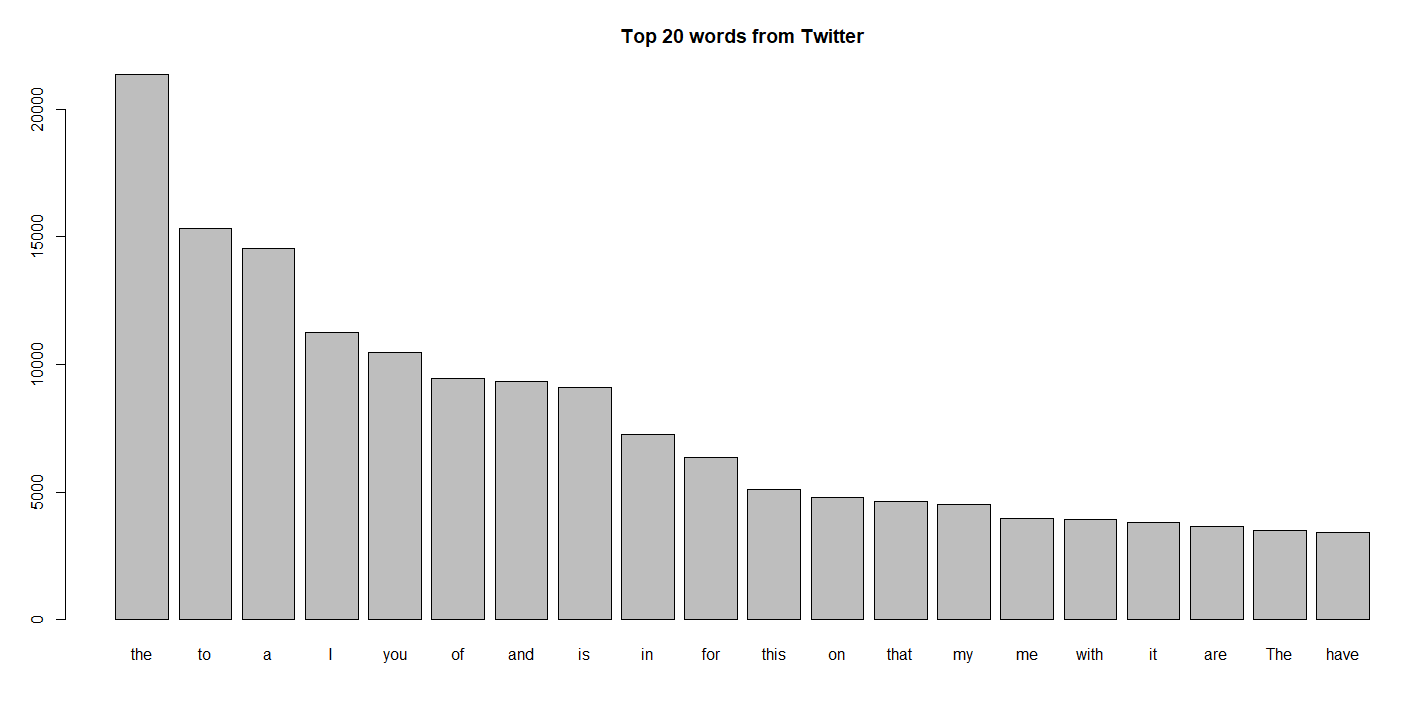 Top 20 words from Twitter
20000
15000
10000
5000
0
the to a I you of and is in for this on that my me with it are The have